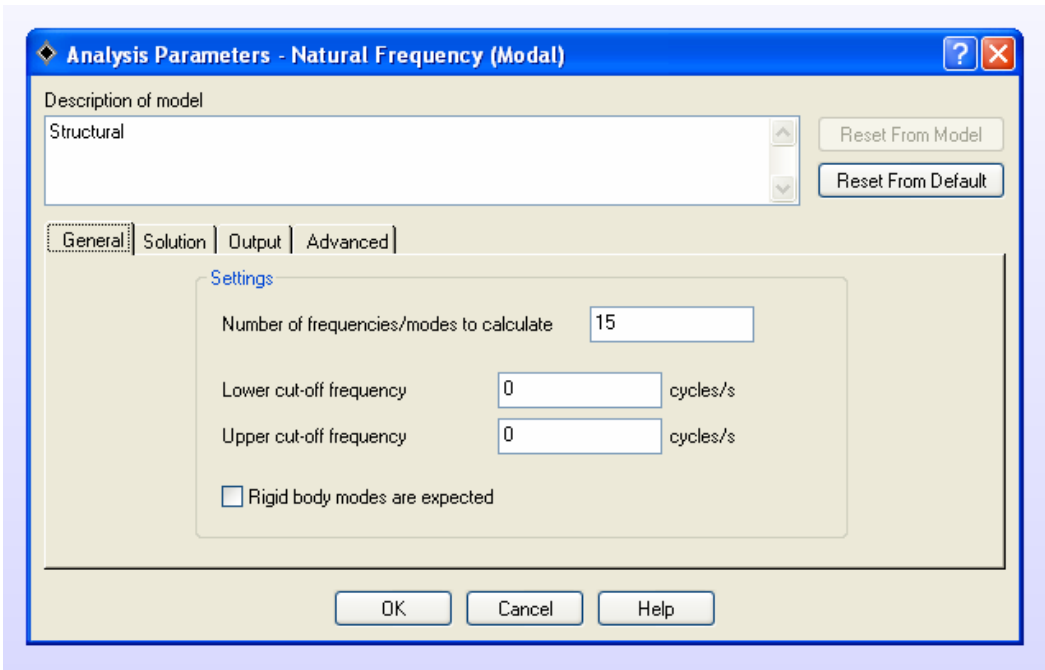 Analysis Parameters - Natural Frequency (Modal)
Description of model
Structural
Reset From Model
Reset From Default
General Solution Output Advanced
Settings
Number of frequencies/modes to calculate 15
Lower cut-off frequency 0 cycles/s
Upper cut-off frequency 0 cycles/s
Rigid body modes are expected
OK Cancel Help